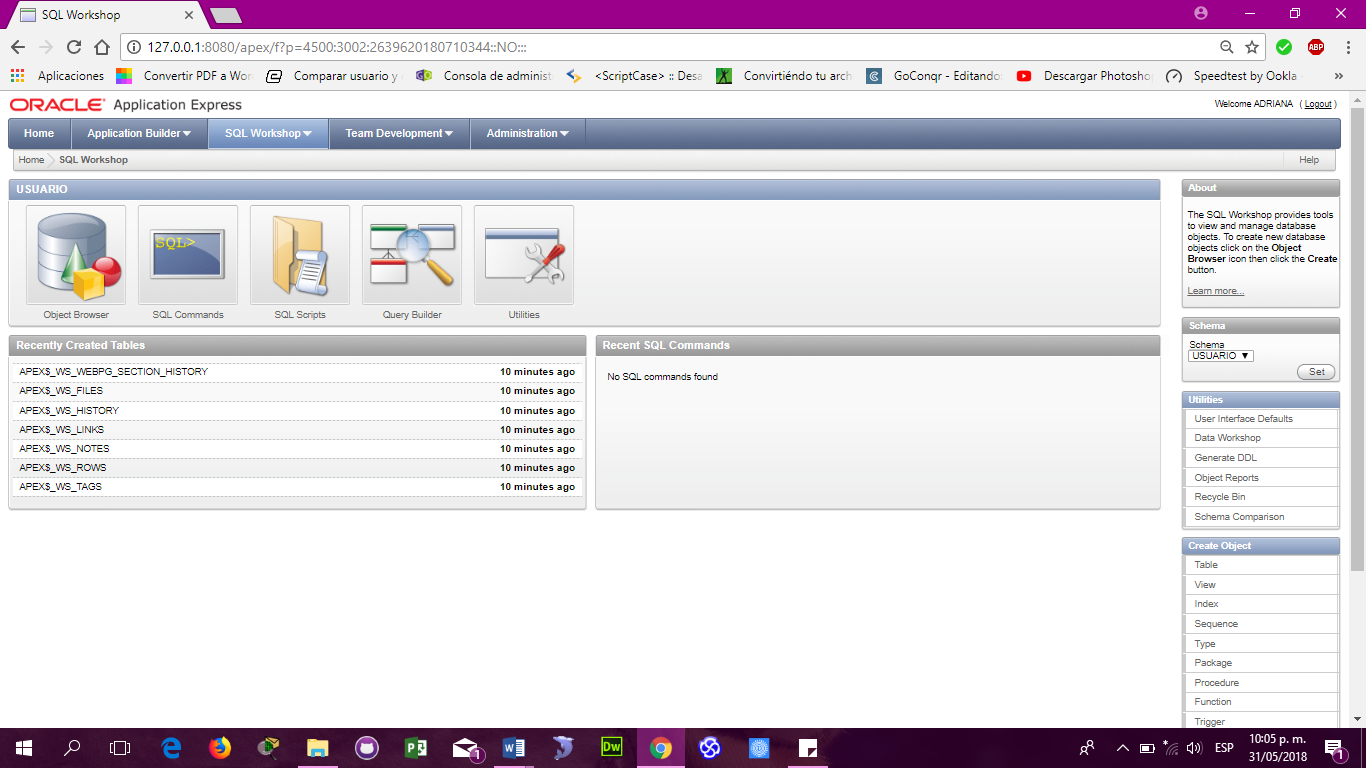 SQL Workshop
127.0.0.1:8080/apex/f?p=4500:3002:2639620180710344::NO:::
ABP
Aplicaciones
Convertir PDF a Wor
Comparar usuario y
Consola de administ
<ScriptCase> :: Desa
Convirtiéndo tu arch
GoConqr - Editando
Descargar Photosho
Speedtest by Ookla
»
ORACLE Application Express
Welcome ADRIANA ( Logout )
Home
Application Builder
SQL Workshop
Team Development
Administration
Home
SQL Workshop
Help
USUARIO
SQL>
Object Browser
SQL Commands
SQL Scripts
Query Builder
Utilities
Recently Created Tables
APEX$_WS_WEBPG_SECTION_HISTORY 10 minutes ago
APEX$_WS_FILES 10 minutes ago
APEX$_WS_HISTORY 10 minutes ago
APEX$_WS_LINKS 10 minutes ago
APEX$_WS_NOTES 10 minutes ago
APEX$_WS_ROWS 10 minutes ago
APEX$_WS_TAGS 10 minutes ago
Recent SQL Commands
No SQL commands found
About
The SQL Workshop provides tools
to view and manage database
objects. To create new database
objects click on the Object
Browser icon then click the Create
button.
Learn more...
Schema
Schema
USUARIO
Set
Utilities
User Interface Defaults
Data Workshop
Generate DDL
Object Reports
Recycle Bin
Schema Comparison
Create Object
Table
View
Index
Sequence
Type
Package
Procedure
Function
Trigger
Dw
1
ESP
10:05 p. m.
31/05/2018
1